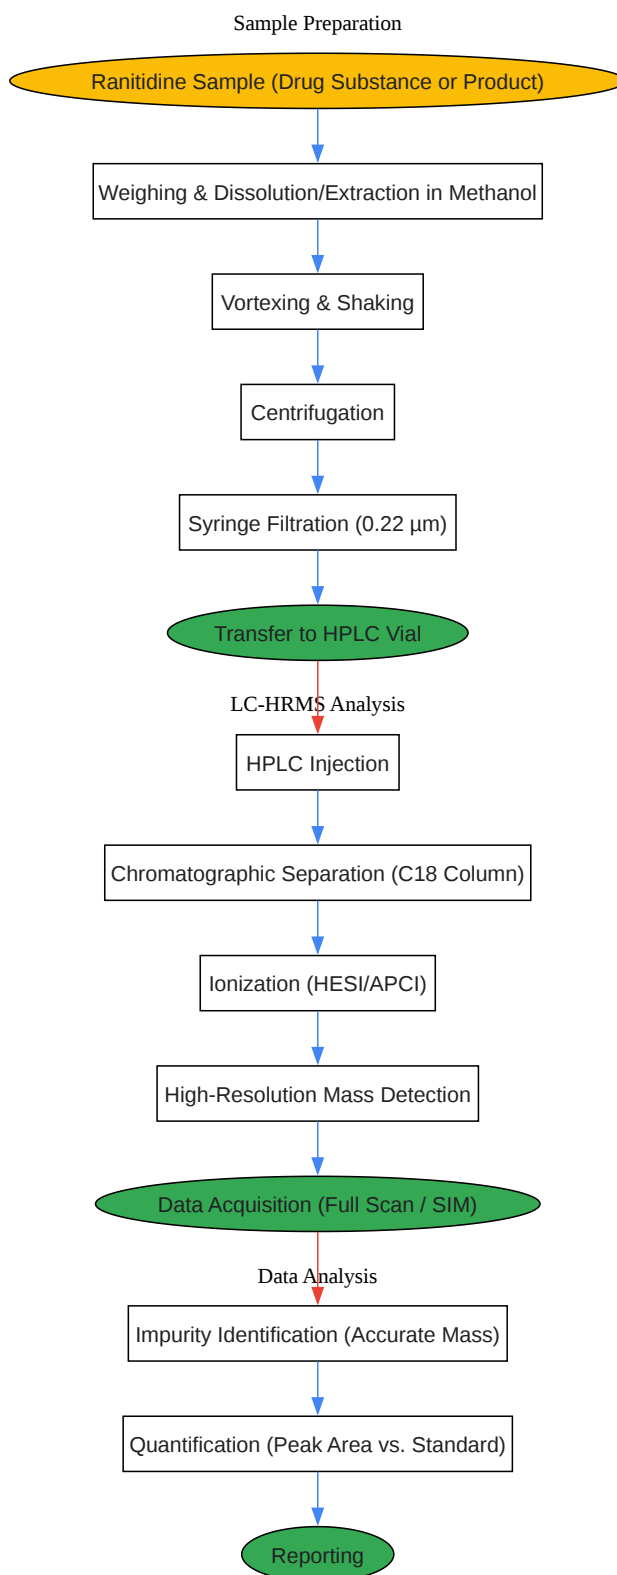 Sample Preparation
Ranitidine Sample (Drug Substance or Product)
Weighing & Dissolution/Extraction in Methanol
Vortexing & Shaking
Centrifugation
Syringe Filtration (0.22 µm)
Transfer to HPLC Vial
LC-HRMS Analysis
HPLC Injection
Chromatographic Separation (C18 Column)
Ionization (HESI/APCI)
High-Resolution Mass Detection
Data Acquisition (Full Scan / SIM)
Data Analysis
Impurity Identification (Accurate Mass)
Quantification (Peak Area vs. Standard)
Reporting